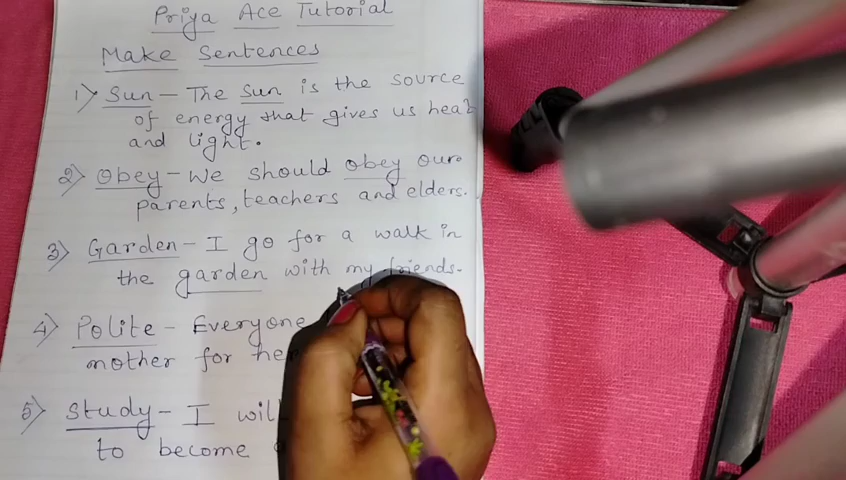 Priya Ace Tutorial
Make Sentences
1) Sun - The sun is the source
of energy that gives us heat
and light.
2) Obey - We should obey our
parents, teachers and elders.
3) Garden - I go for a walk in
the garden with my friends.
4) Polite - Everyone
mother for
5) Study - I will
to become